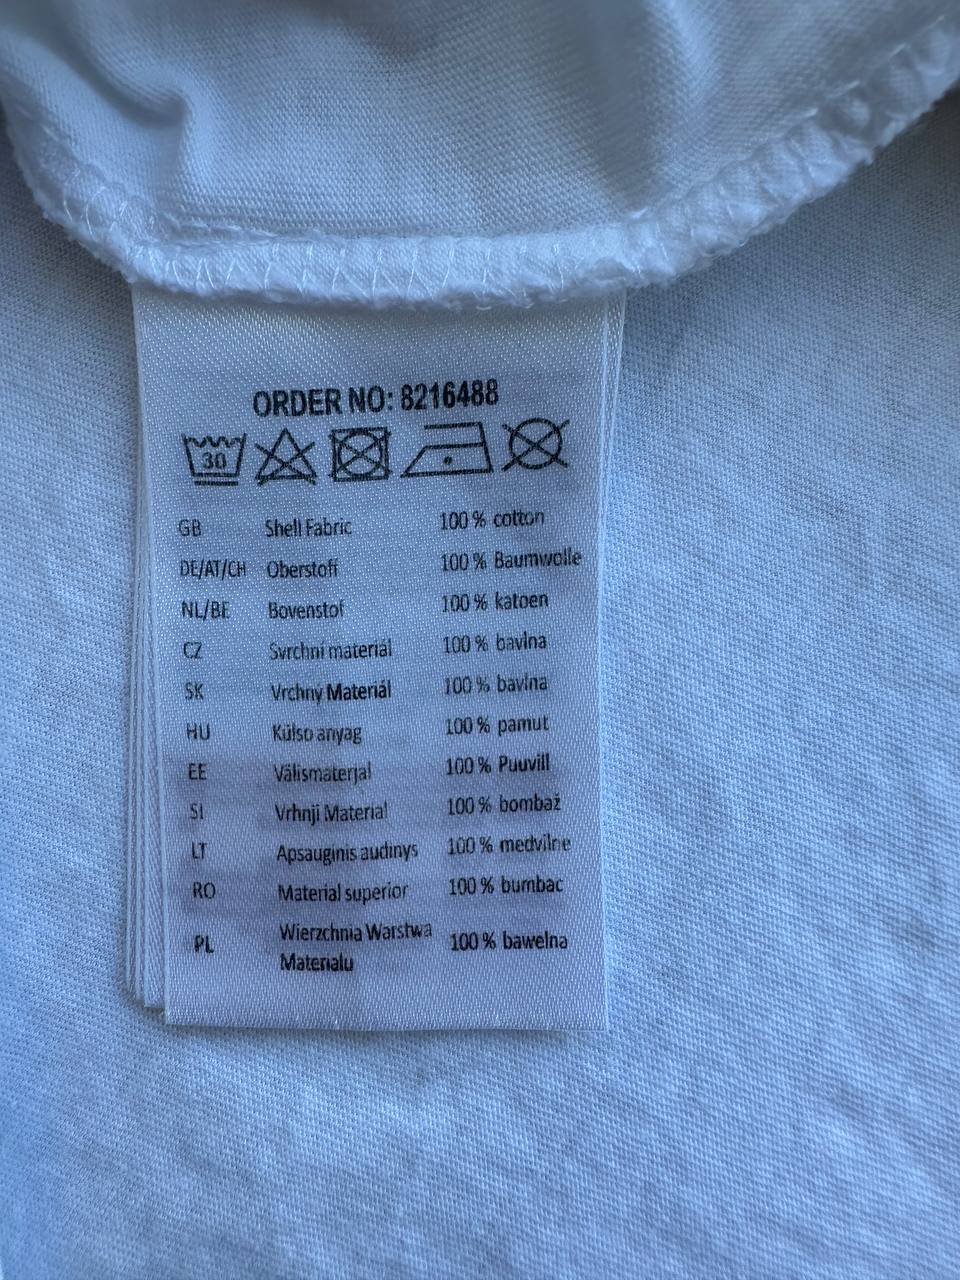 ORDER NO: 8216488
30
GB Shell Fabric 100 % cotton
DE/AT/CH Oberstoff 100 % Baumwolle
NL/BE Bovenstof 100 % katoen
CZ Svrchní materiál 100 % bavlna
SK Vrchný Materiál 100 % bavlna
HU Külso anyag 100 % pamut
EE Välismaterjal 100 % Puuvill
SI Vrhnji Material 100 % bombaž
LT Apsauginis audinys 100 % medvilne
RO Material superior 100 % bumbac
PL Wierzchnia Warstwa 100 % bawelna
Materialu